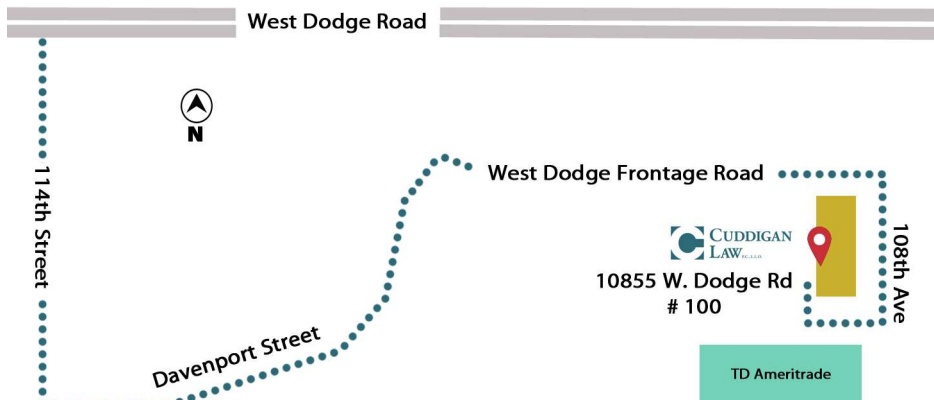 West Dodge Road
N
114th Street
West Dodge Frontage Road
CUDDIGAN
LAW P.C., L.L.O.
10855 W. Dodge Rd
# 100
108th Ave
Davenport Street
TD Ameritrade